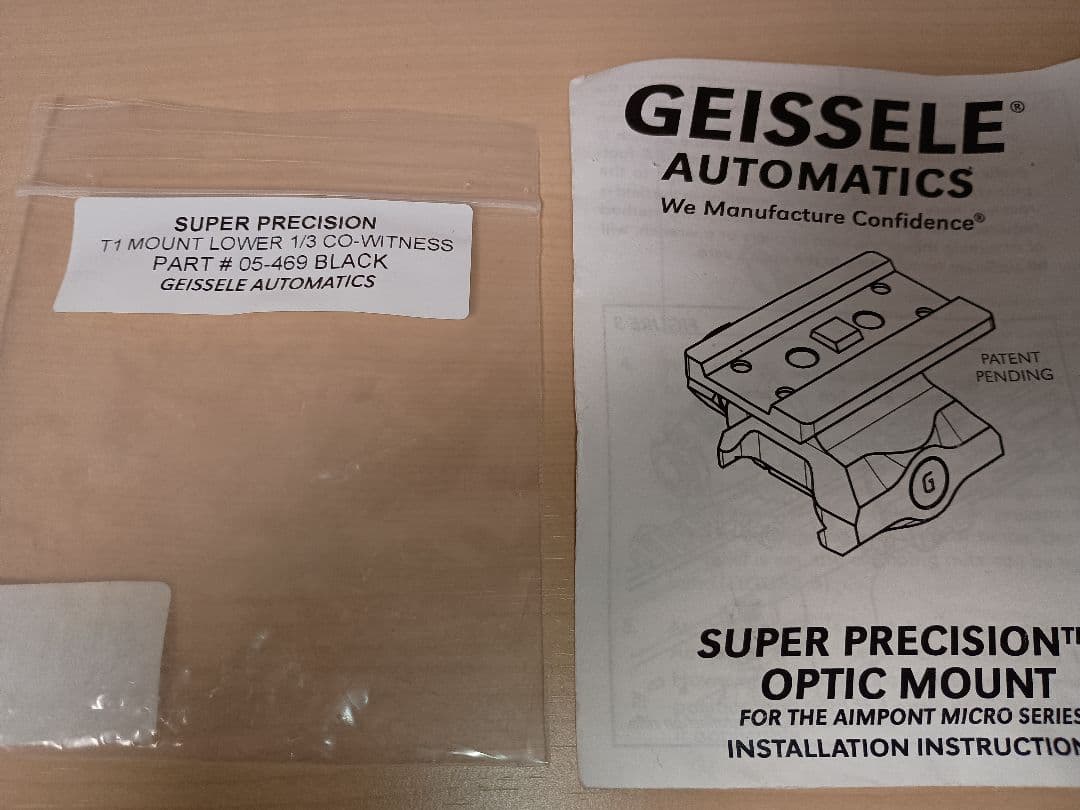 SUPER PRECISION
T1 MOUNT LOWER 1/3 CO-WITNESS
PART # 05-469 BLACK
GEISSELE AUTOMATICS
GEISSELE®
AUTOMATICS
We Manufacture Confidence®
PATENT
PENDING
G
SUPER PRECISION™
OPTIC MOUNT
FOR THE AIMPONT MICRO SERIES
INSTALLATION INSTRUCTION